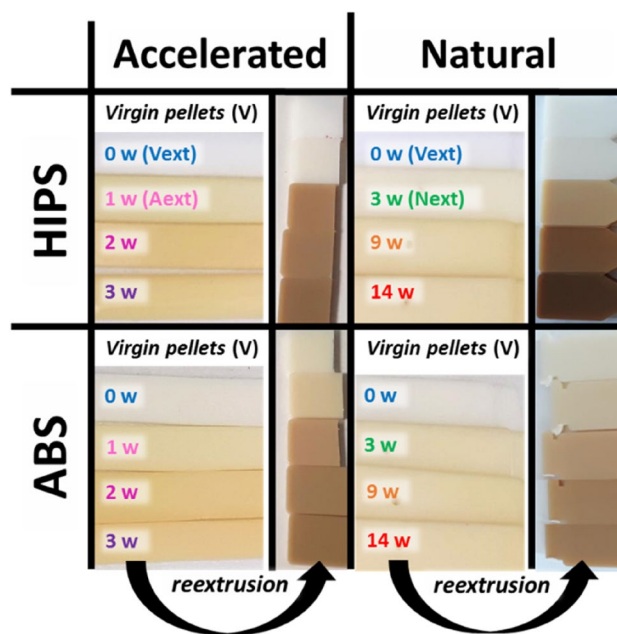 Accelerated Natural
HIPS
Virgin pellets (V)
0 w (Vext)
1 w (Aext)
2 w
3 w
Virgin pellets (V)
0 w (Vext)
3 w (Next)
9 w
14 w
ABS
Virgin pellets (V)
0 w
1 w
2 w
3 w
Virgin pellets (V)
0 w
3 w
9 w
14 w
reextrusion reextrusion